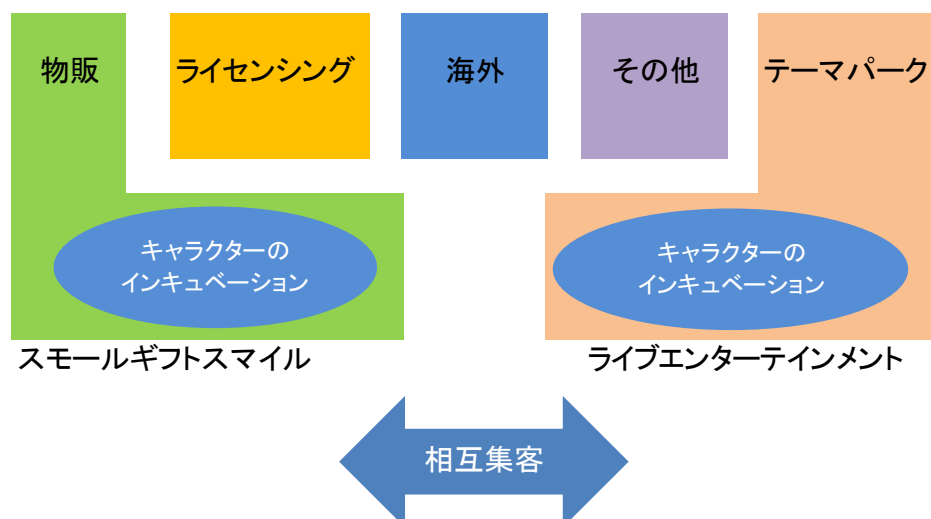 物販
ライセンシング
海外
その他
テーマパーク
キャラクターの
インキュベーション
キャラクターの
インキュベーション
スモールギフトスマイル
ライブエンターテインメント
相互集客